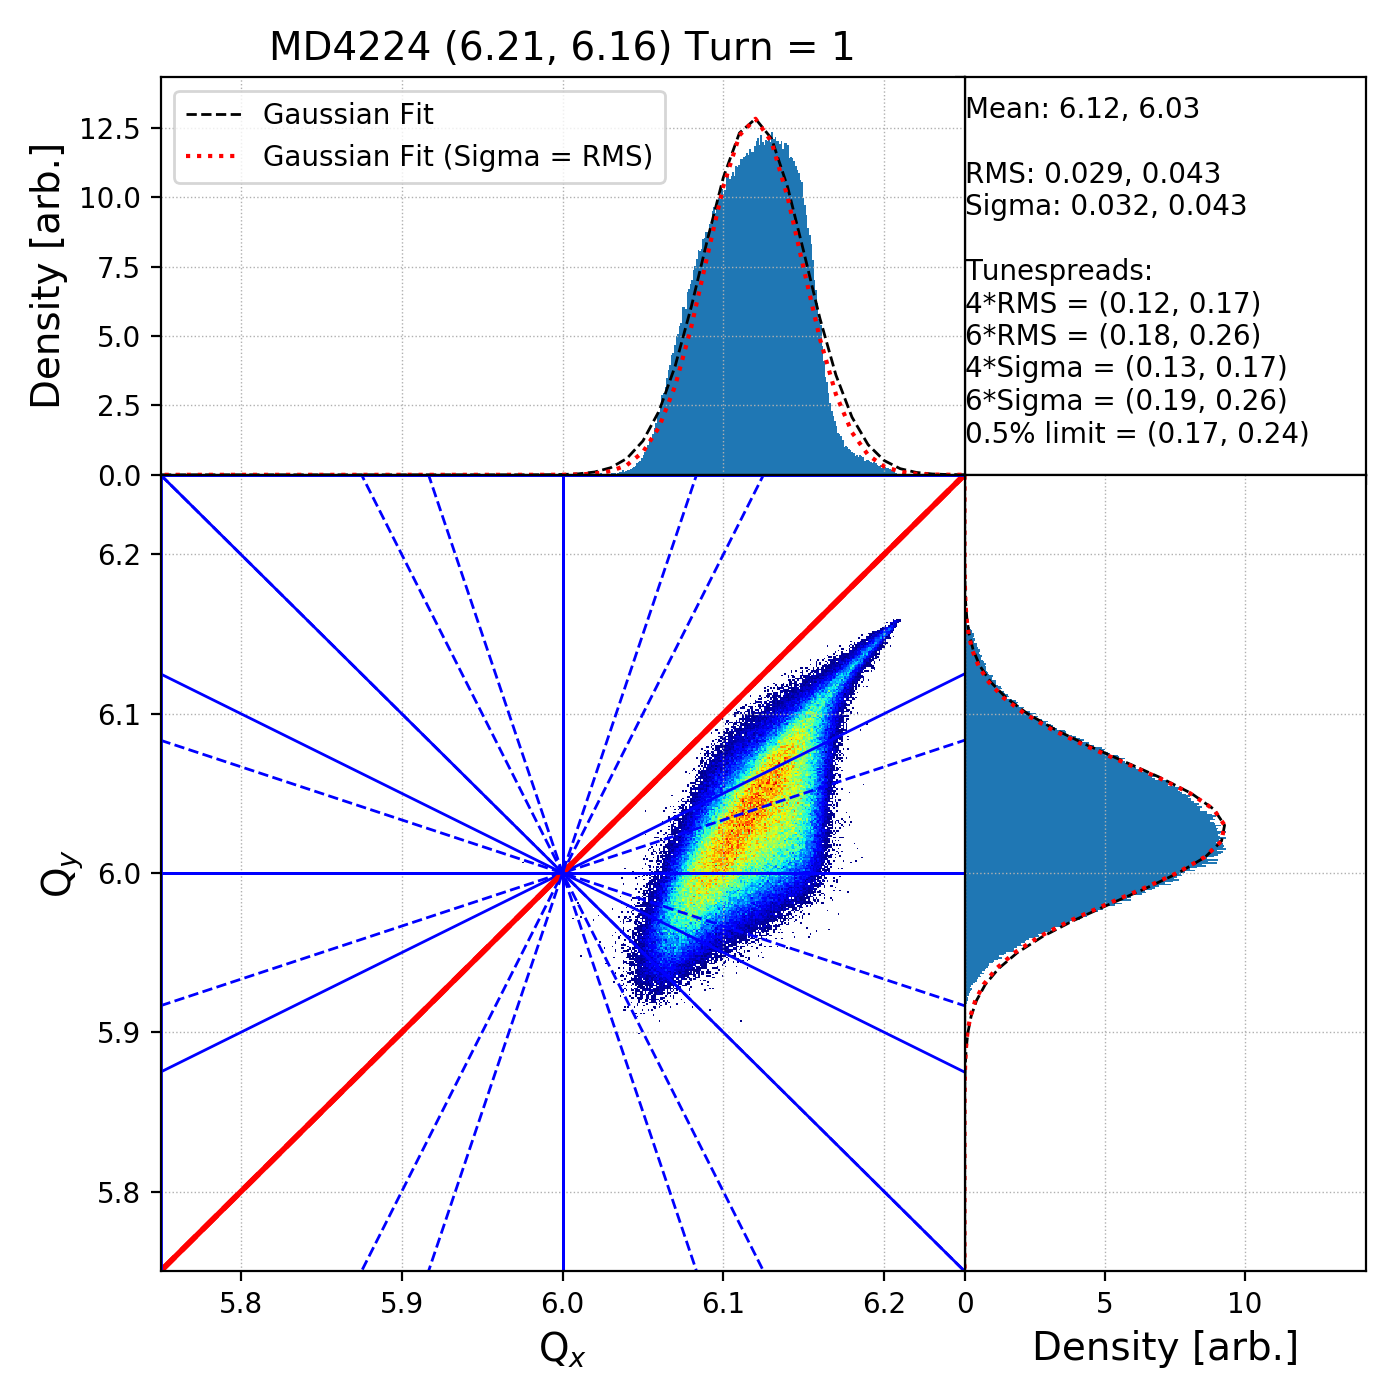 MD4224 (6.21, 6.16) Turn = 1
Gaussian Fit
Gaussian Fit (Sigma = RMS)
Density [arb.]
12.5
10.0
7.5
5.0
2.5
0.0
Mean: 6.12, 6.03
RMS: 0.029, 0.043
Sigma: 0.032, 0.043
Tunespreads:
4*RMS = (0.12, 0.17)
6*RMS = (0.18, 0.26)
4*Sigma = (0.13, 0.17)
6*Sigma = (0.19, 0.26)
0.5% limit = (0.17, 0.24)
Qy
6.2
6.1
6.0
5.9
5.8
5.8 5.9 6.0 6.1 6.2
Qx
0 5 10
Density [arb.]